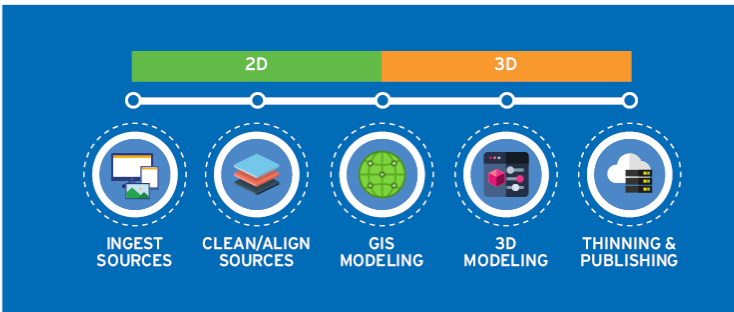 2D
3D
INGEST
SOURCES
CLEAN/ALIGN
SOURCES
GIS
MODELING
3D
MODELING
THINNING &
PUBLISHING